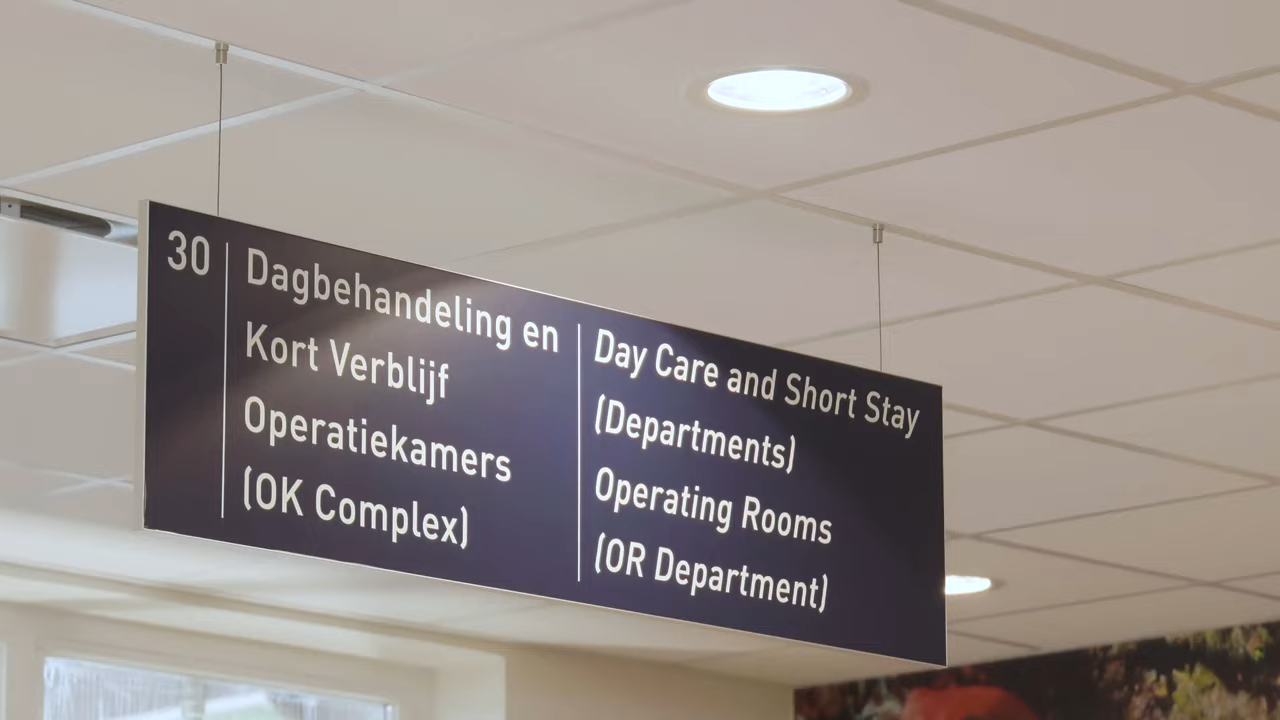 30
Dagbehandeling en
Kort Verblijf
Operatiekamers
(OK Complex)
Day Care and Short Stay
(Departments)
Operating Rooms
(OR Department)